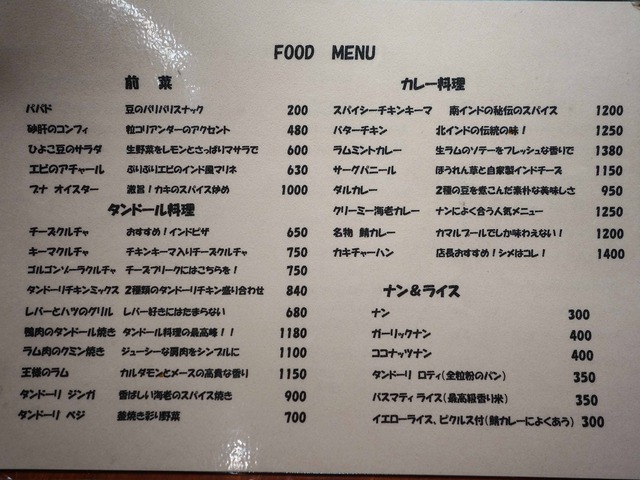 FOOD MENU
前菜
パパド 豆のパリパリスナック 200
砂肝のコンフィ 粒コリアンダーのアクセント 480
ひよこ豆のサラダ 生野菜をレモンとさっぱりマサラで 600
エビのアチャール ぷりぷりエビのインド風マリネ 630
ブナ オイスター 激旨!カキのスパイス炒め 1000
タンドール料理
チーズクルチャ おすすめ!インドピザ 650
キーマクルチャ チキンキーマ入りチーズクルチャ 750
ゴルゴンゾーラクルチャ チーズフリークにはこちらを! 750
タンドーリチキンミックス 2種類のタンドーリチキン盛り合わせ 840
レバーとハツのグリル レバー好きにはたまらない 680
鴨肉のタンドール焼き タンドール料理の最高峰!! 1180
ラム肉のクミン焼き ジューシーな肩肉をシンプルに 1100
王様のラム カルダモンとメースの高貴な香り 1150
タンドーリ ジンガ 香ばしい海老のスパイス焼き 900
タンドーリ ベジ 釜焼き彩り野菜 700
カレー料理
スパイシーチキンキーマ 南インドの秘伝のスパイス 1200
バターチキン 北インドの伝統の味! 1250
ラムミントカレー 生ラムのソテーをフレッシュな香りで 1380
サーグパニール ほうれん草と自家製インドチーズ 1150
ダルカレー 2種の豆を煮こんだ素朴な美味しさ 950
クリーミー海老カレー ナンによく合う人気メニュー 1250
名物 鯖カレー カマルプールでしか味わえない! 1200
カキチャーハン 店長おすすめ!シメはコレ! 1400
ナン&ライス
ナン 300
ガーリックナン 400
ココナッツナン 400
タンドーリ ロティ(全粒粉のパン) 350
バスマティ ライス(最高級香り米) 350
イエローライス、ピクルス付(鯖カレーによくあう) 300